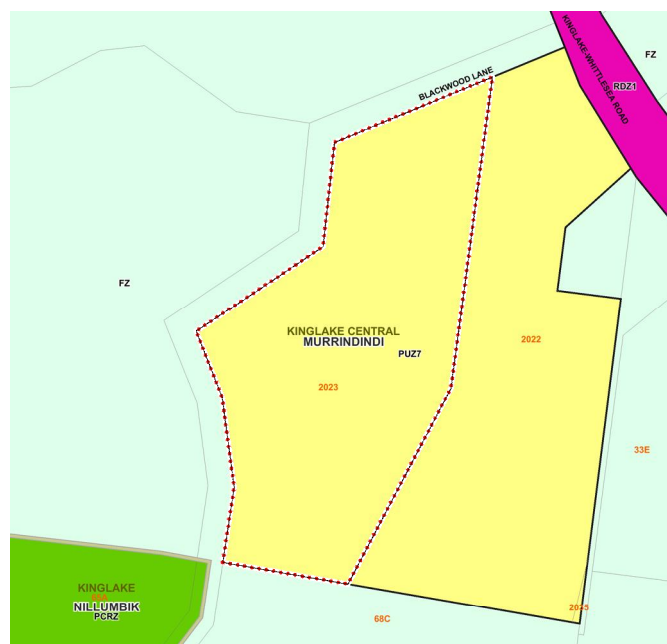 BLACKWOOD LANE
KINGLAKE-WHITTLESEA ROAD
RDZ1
FZ
FZ
KINGLAKE CENTRAL
MURRINDINDI
PUZ7
2022
2023
33E
KINGLAKE
NILLUMBIK
PCRZ
68C